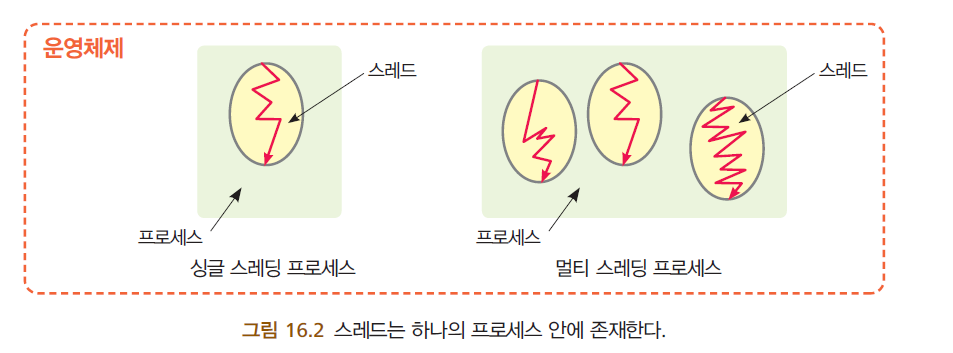 운영체제
스레드
스레드
프로세스
프로세스
싱글 스레딩 프로세스
멀티 스레딩 프로세스
그림 16.2 스레드는 하나의 프로세스 안에 존재한다.